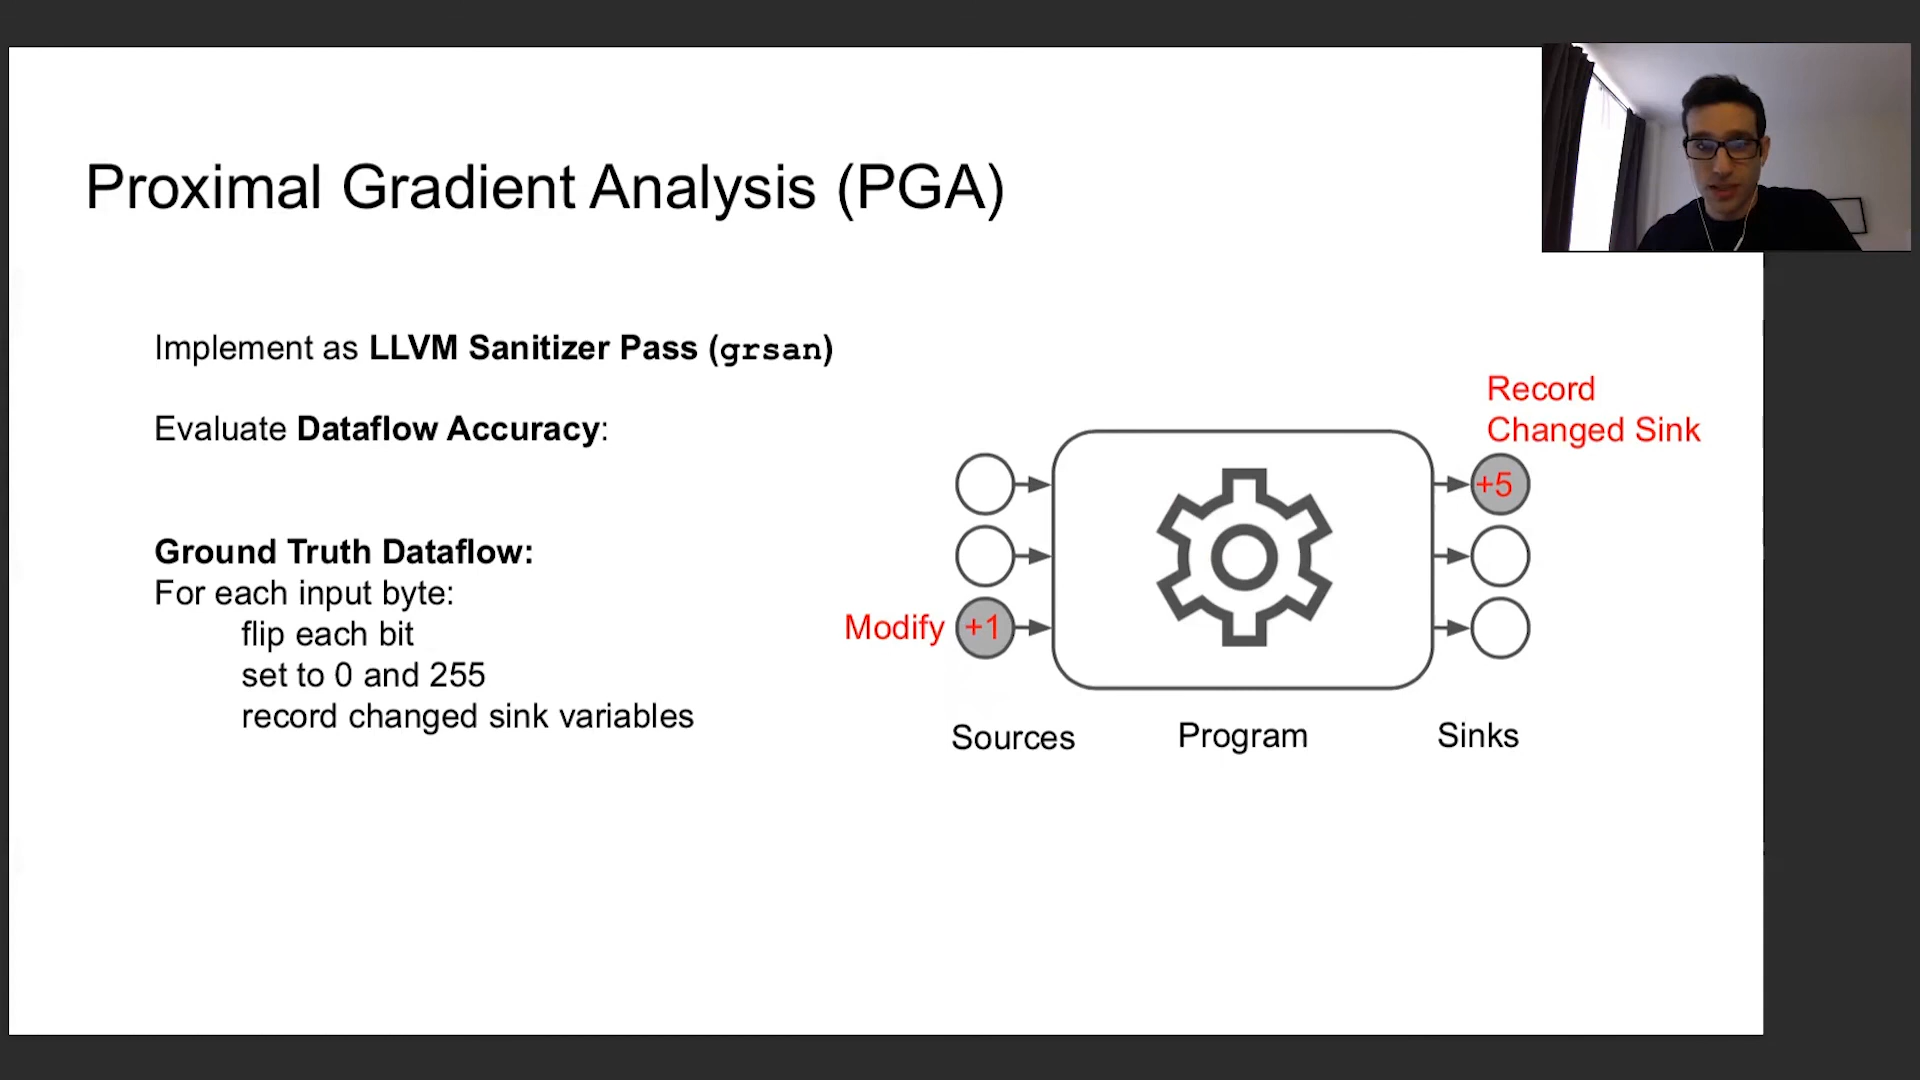 Proximal Gradient Analysis (PGA)
Implement as LLVM Sanitizer Pass (grsan)
Evaluate Dataflow Accuracy:
Ground Truth Dataflow:
For each input byte:
flip each bit
set to 0 and 255
record changed sink variables
Record
Changed Sink
+5
Modify +1
Sources
Program
Sinks